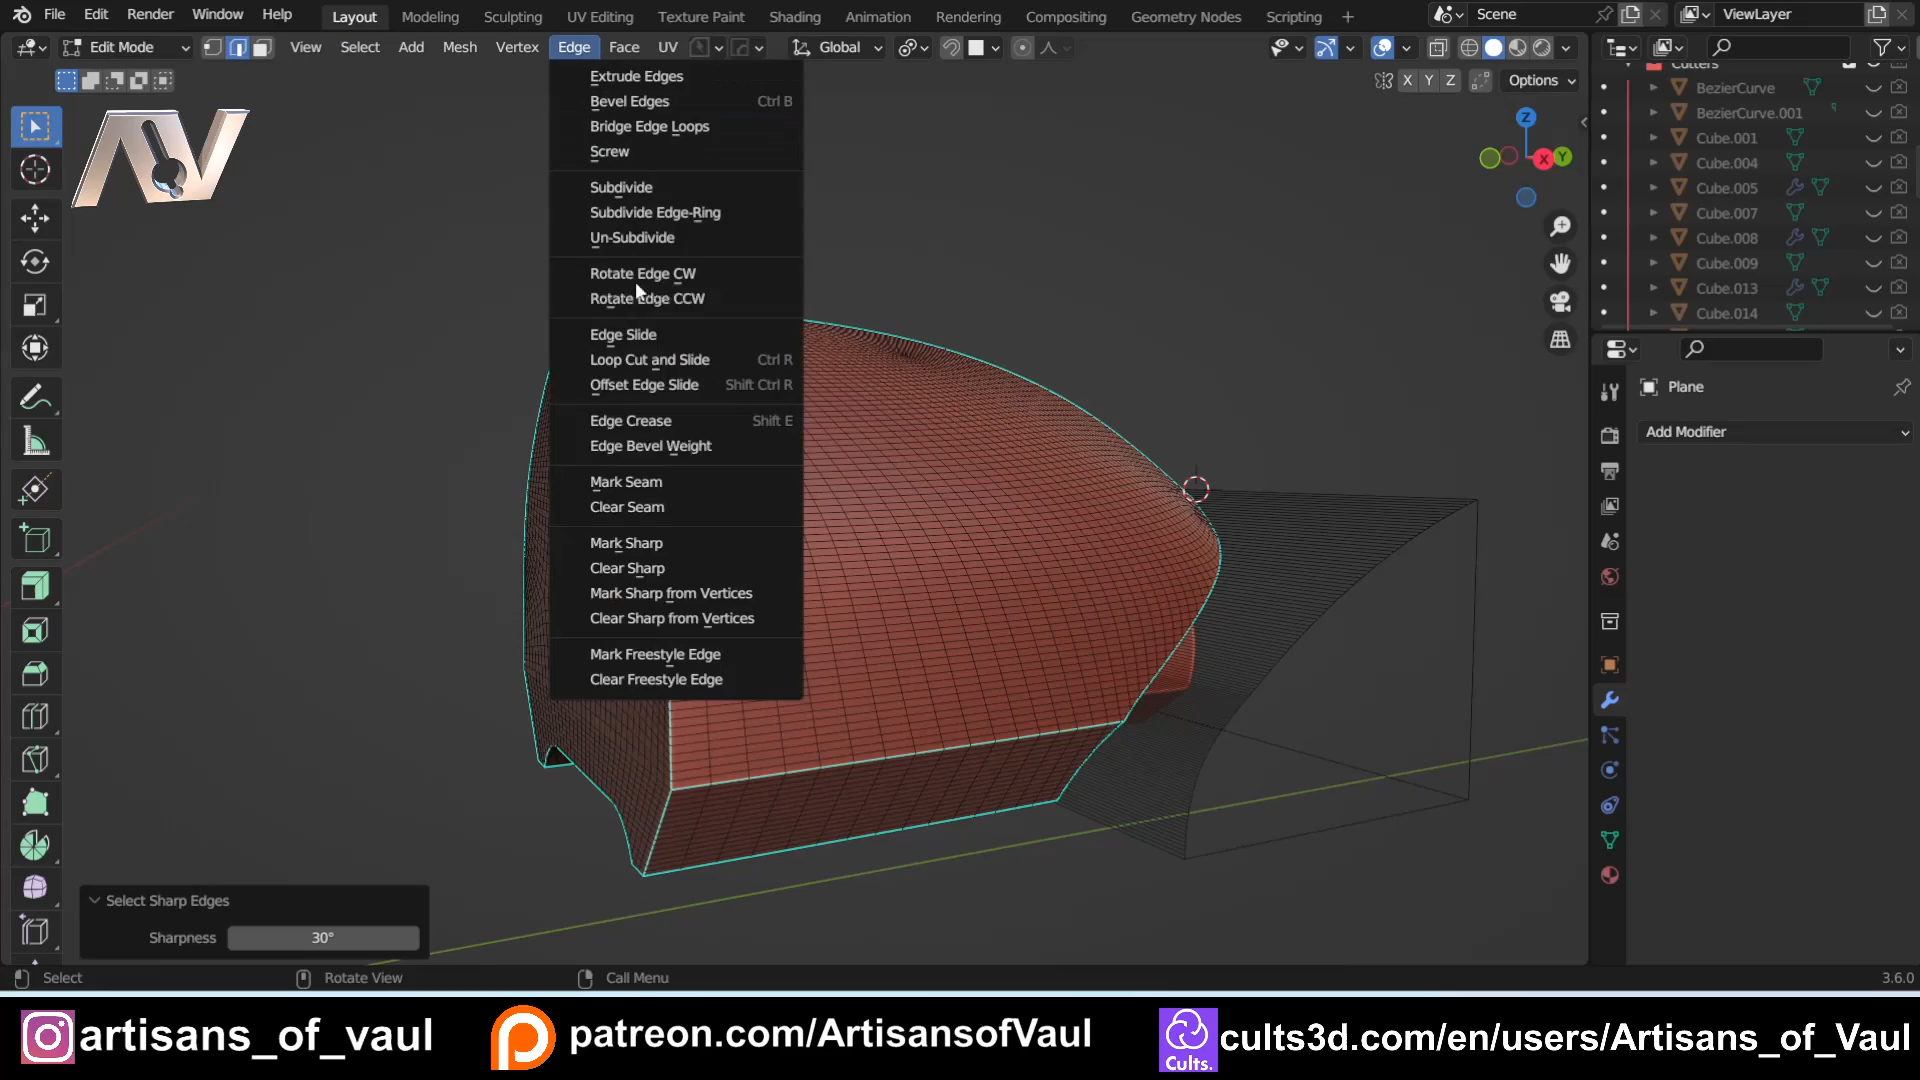 File Edit Render Window Help Layout Modeling Sculpting UV Editing Texture Paint Shading Animation Rendering Compositing Geometry Nodes Scripting + Scene ViewLayer
Edit Mode View Select Add Mesh Vertex Edge Face UV Global
X Y Z Options
Extrude Edges
Bevel Edges Ctrl B
Bridge Edge Loops
Screw
Subdivide
Subdivide Edge-Ring
Un-Subdivide
Rotate Edge CW
Rotate Edge CCW
Edge Slide
Loop Cut and Slide Ctrl R
Offset Edge Slide Shift Ctrl R
Edge Crease Shift E
Edge Bevel Weight
Mark Seam
Clear Seam
Mark Sharp
Clear Sharp
Mark Sharp from Vertices
Clear Sharp from Vertices
Mark Freestyle Edge
Clear Freestyle Edge
AV
Z
X Y
Cutters
BezierCurve
BezierCurve.001
Cube.001
Cube.004
Cube.005
Cube.007
Cube.008
Cube.009
Cube.013
Cube.014
Plane
Add Modifier
Select Sharp Edges
Sharpness 30°
Select Rotate View Call Menu 3.6.0
artisans_of_vaul patreon.com/ArtisansofVaul cults3d.com/en/users/Artisans_of_Vaul
Cults.